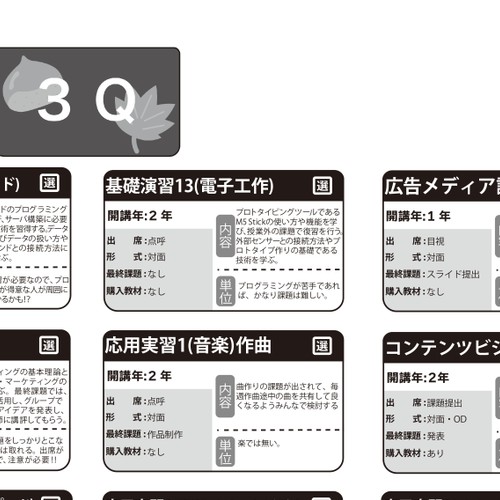 3 Q
ド) 選
ドのプログラミング
、サーバ構築に必要
術を習得する。データ
びデータの扱い方や
ンドとの接続方法に
ぶ。
力が必要なので、プロ
が得意な人が周囲に
るかも!?
基礎演習13(電子工作) 選
開講年:2 年
出 席:点呼
形 式:対面
最終課題:なし
購入教材:なし
内容
プロトタイピングツールである
M5 Stickの使い方や機能を学
び、授業外の課題で復習を行う。
外部センサーとの接続方法やプ
ロトタイプ作りの基礎である
技術を学ぶ。
単位
プログラミングが苦手であれ
ば、かなり課題は難しい。
広告メディア
開講年:1 年
出 席:目視
形 式:対面
最終課題:スライド提出
購入教材:なし
選
ィングの基本理論と
・マーケティングの
ぶ。最終課題では、
活用し、グループで
アイデアを発表し、
師に講評してもらう。
題をしっかりとこな
は取れる。出席が
で、注意が必要!!
応用実習1(音楽)作曲 選
開講年:2 年
出 席:点呼
形 式:対面
最終課題:作品制作
購入教材:なし
内容
曲作りの課題が出されて、毎
週作曲途中の曲を共有して良
くなるようみんなで検討する
単位
楽では無い。
コンテンツビジ
開講年:2年
出 席:課題提出
形 式:対面・OD
最終課題:発表
購入教材:あり